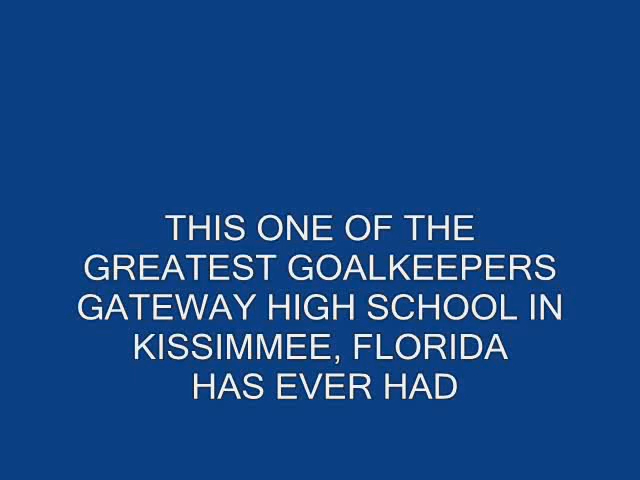 THIS ONE OF THE
GREATEST GOALKEEPERS
GATEWAY HIGH SCHOOL IN
KISSIMMEE, FLORIDA
HAS EVER HAD